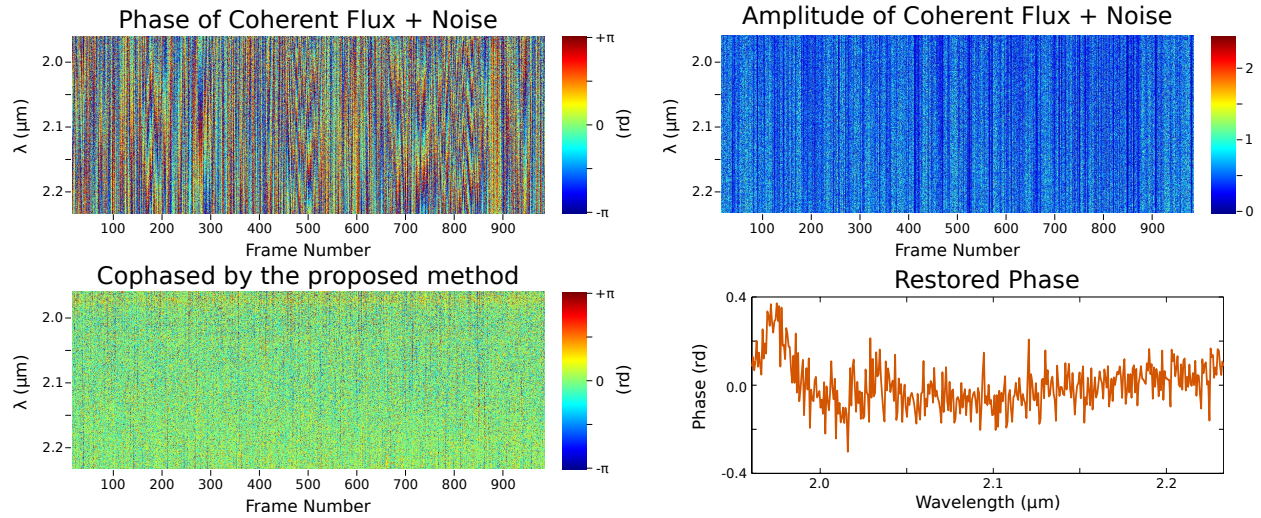 Phase of Coherent Flux + Noise
2.0
2.1
2.2
λ (μm)
100 200 300 400 500 600 700 800 900
Frame Number
+π
0
-π
(rd)
Amplitude of Coherent Flux + Noise
2.0
2.1
2.2
λ (μm)
100 200 300 400 500 600 700 800 900
Frame Number
2
1
0
Cophased by the proposed method
2.0
2.1
2.2
λ (μm)
100 200 300 400 500 600 700 800 900
Frame Number
+π
0
-π
(rd)
Restored Phase
0.4
0.0
-0.4
Phase (rd)
2.0 2.1 2.2
Wavelength (μm)